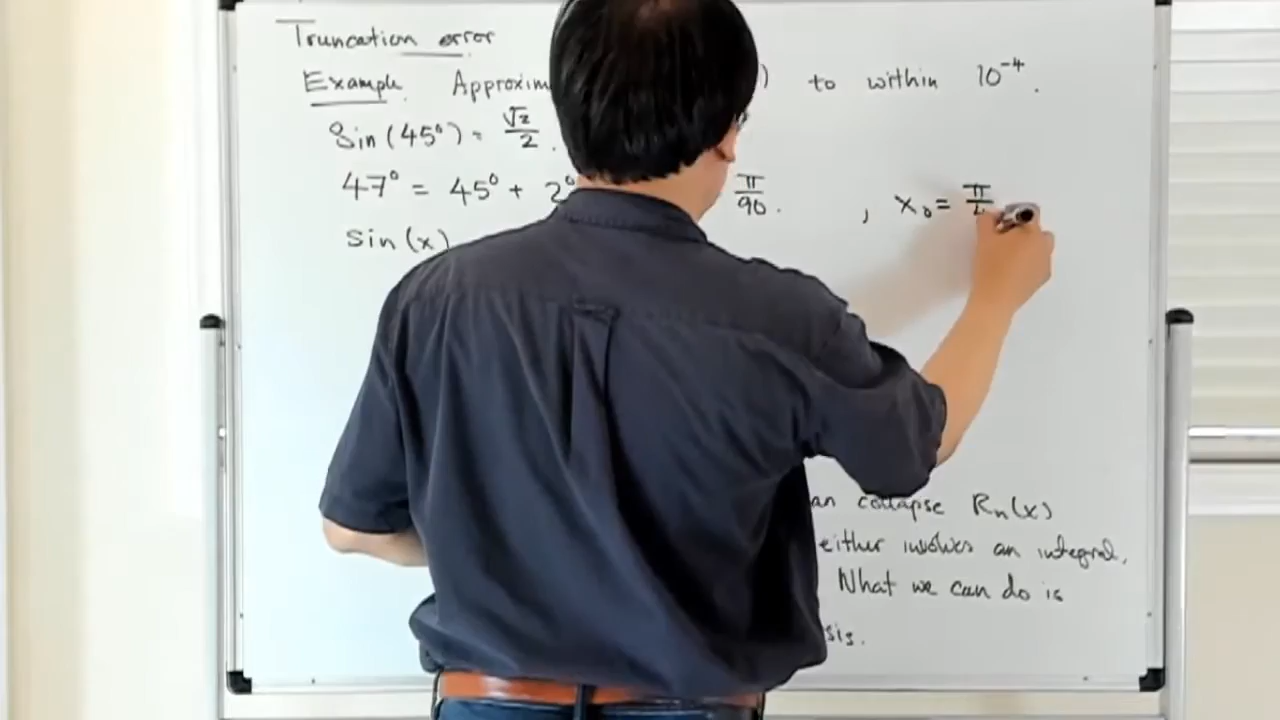 Truncation error
Example. Approxim ) to within 10⁻⁴.
Sin(45°) = √2/2.
47° = 45° + 2° π/90. , x₀ = π/4
sin(x)
an collapse Rₙ(x)
either involves an integral,
What we can do is
sis.